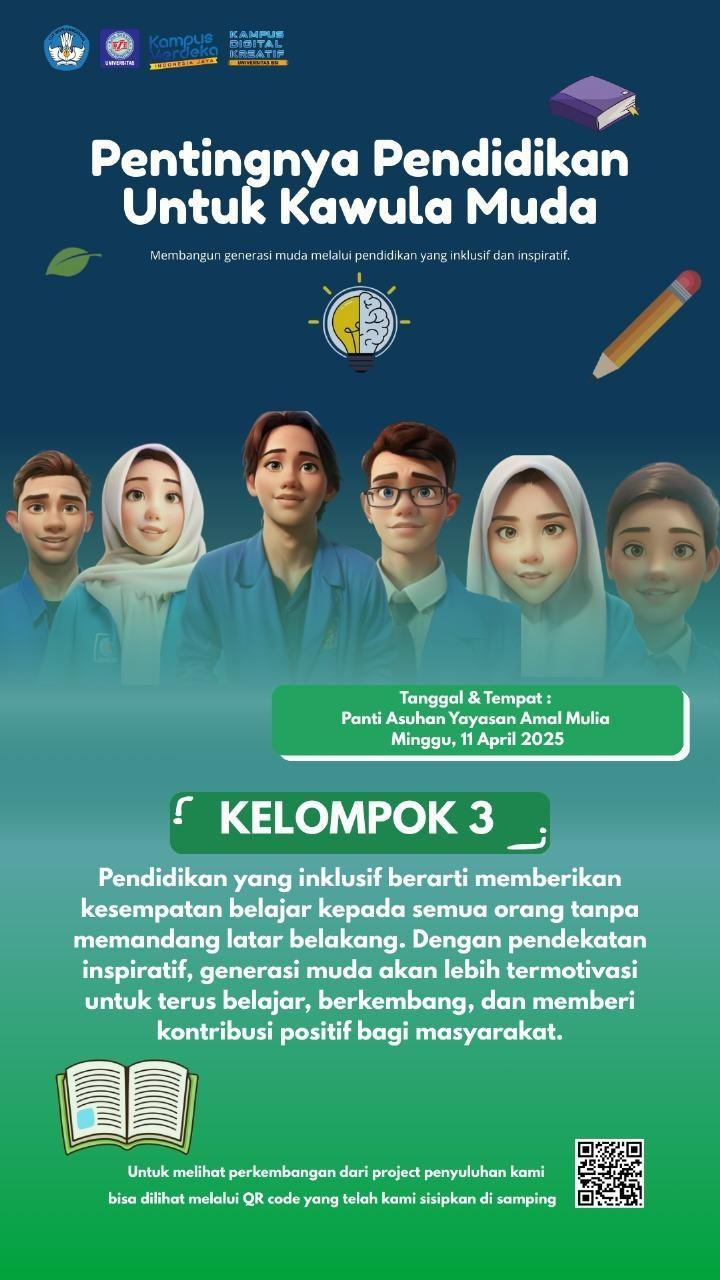 UNIVERSITAS
Kampus
Merdeka
INDONESIA JAYA
KAMPUS
DIGITAL
KREATIF
UNIVERSITAS BSI
Pentingnya Pendidikan
Untuk Kawula Muda
Membangun generasi muda melalui pendidikan yang inklusif dan inspiratif.
Tanggal & Tempat :
Panti Asuhan Yayasan Amal Mulia
Minggu, 11 April 2025
KELOMPOK 3
Pendidikan yang inklusif berarti memberikan
kesempatan belajar kepada semua orang tanpa
memandang latar belakang. Dengan pendekatan
inspiratif, generasi muda akan lebih termotivasi
untuk terus belajar, berkembang, dan memberi
kontribusi positif bagi masyarakat.
Untuk melihat perkembangan dari project penyuluhan kami
bisa dilihat melalui QR code yang telah kami sisipkan di samping